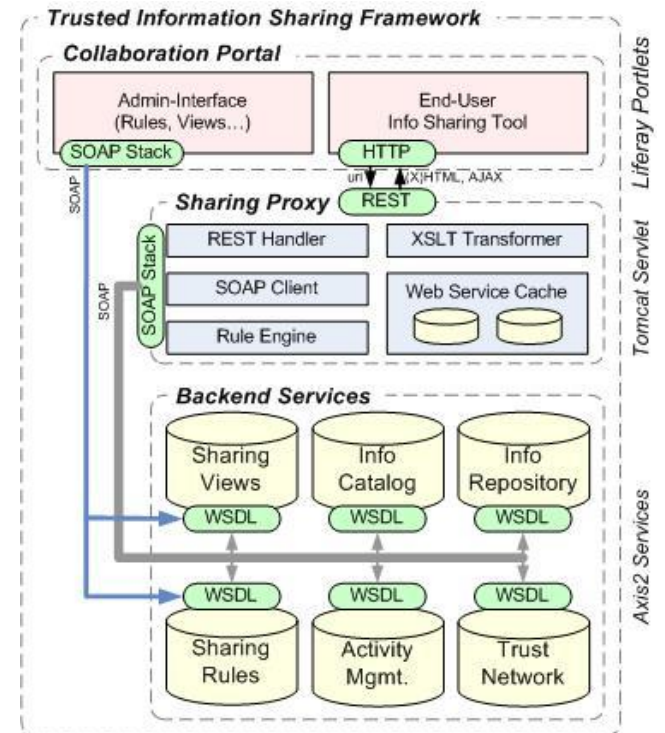 Trusted Information Sharing Framework
Collaboration Portal
Admin-Interface
(Rules, Views...)
End-User
Info Sharing Tool
SOAP Stack
HTTP
SOAP
uri
(X)HTML, AJAX
Liferay Portlets
Sharing Proxy
REST
SOAP Stack
SOAP
REST Handler
XSLT Transformer
SOAP Client
Web Service Cache
Rule Engine
Tomcat Servlet
Backend Services
Sharing
Views
Info
Catalog
Info
Repository
WSDL
WSDL
WSDL
WSDL
WSDL
WSDL
Sharing
Rules
Activity
Mgmt.
Trust
Network
Axis2 Services